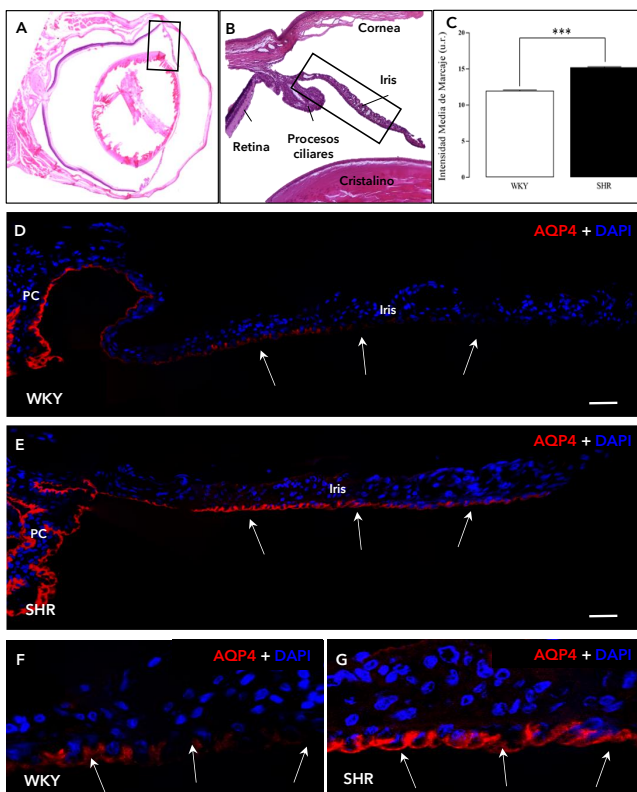 A
B
Cornea
Iris
Retina
Procesos
ciliares
Cristalino
C
***
Intensidad Media de Marcaje (u.r.)
20
15
10
5
0
WKY
SHR
D
AQP4 + DAPI
PC
Iris
WKY
E
AQP4 + DAPI
Iris
PC
SHR
F
AQP4 + DAPI
WKY
G
AQP4 + DAPI
SHR